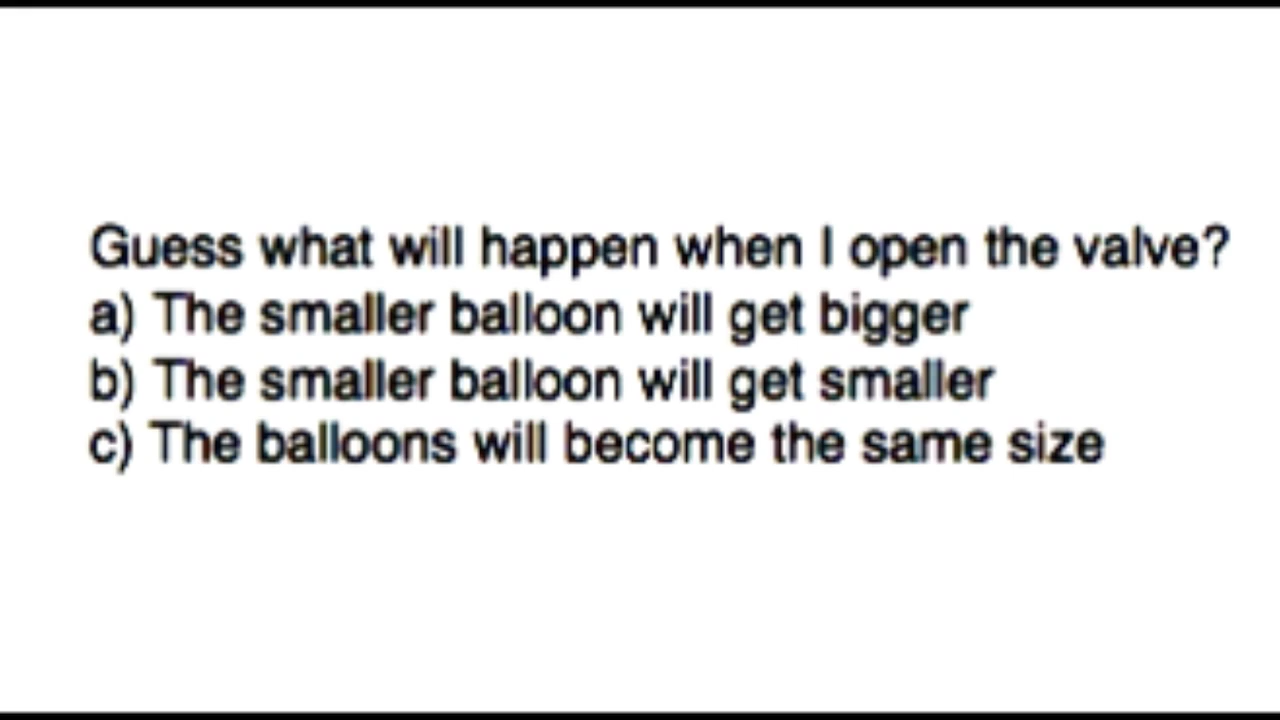 Guess what will happen when I open the valve?
a) The smaller balloon will get bigger
b) The smaller balloon will get smaller
c) The balloons will become the same size